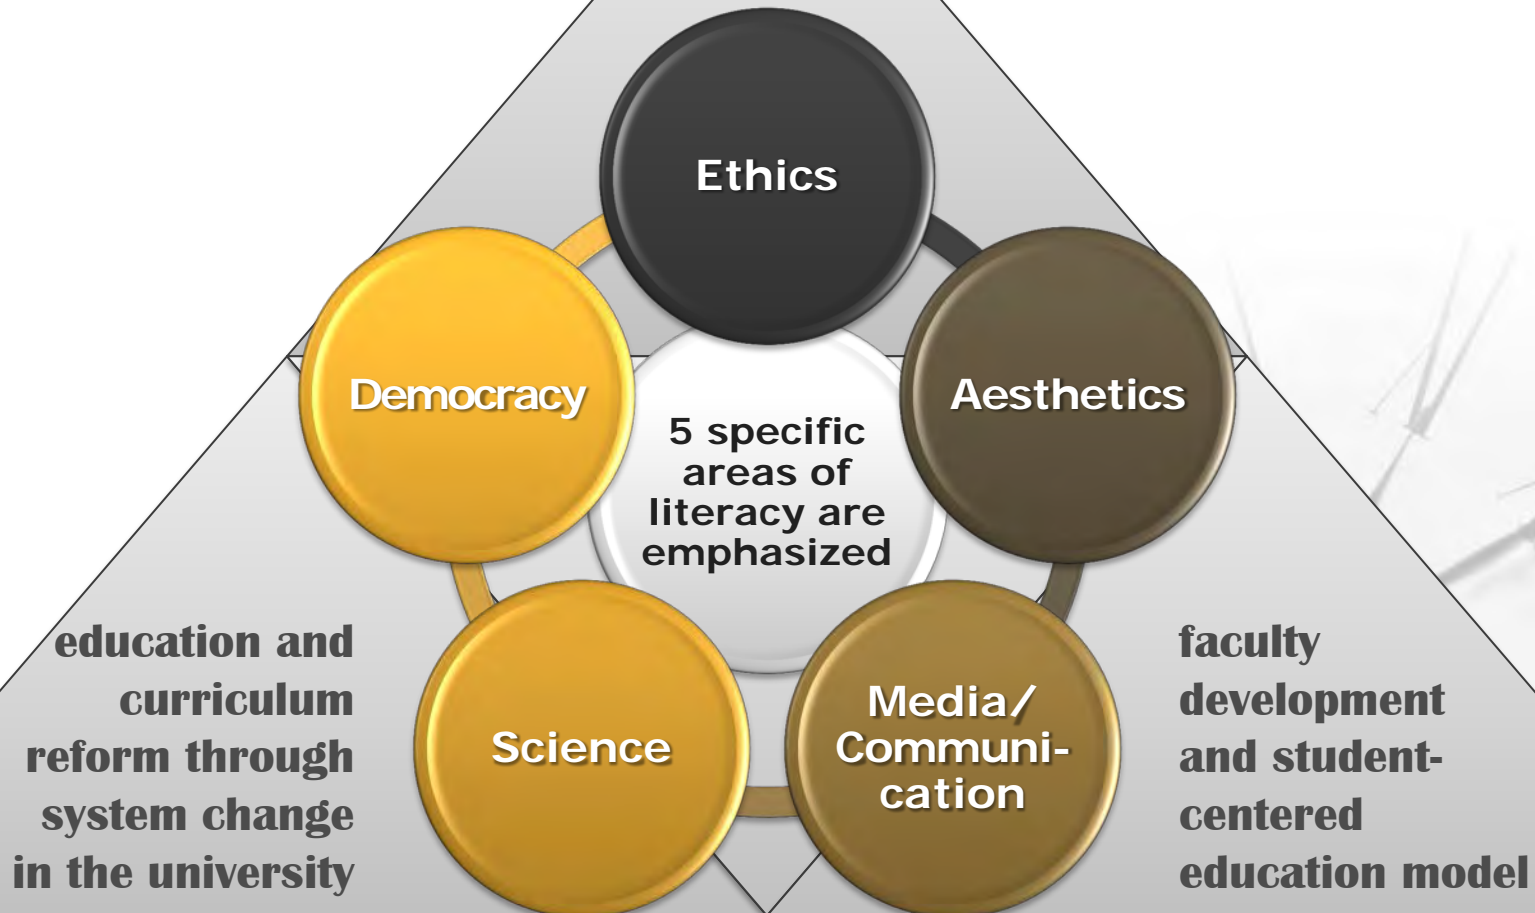 Ethics
Democracy
Aesthetics
5 specific
areas of
literacy are
emphasized
Science
Media/
Communi-
cation
education and
curriculum
reform through
system change
in the university
faculty
development
and student-
centered
education model